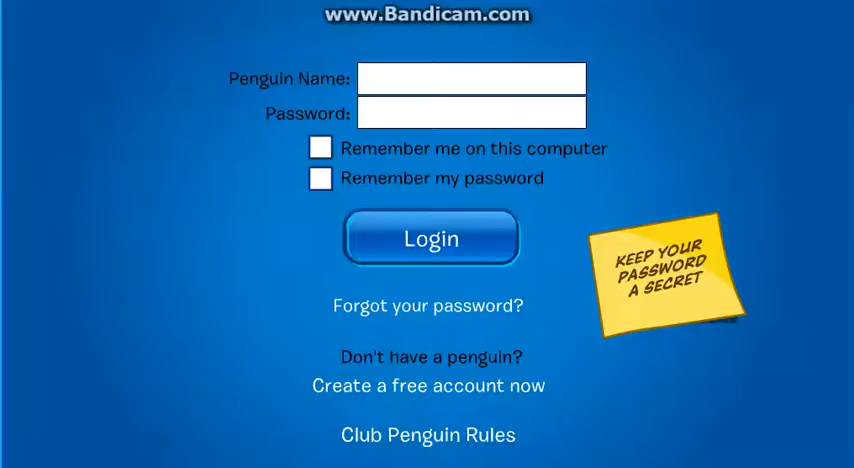 www.Bandicam.com
Penguin Name:
Password:
Remember me on this computer
Remember my password
Login
KEEP YOUR
PASSWORD
A SECRET
Forgot your password?
Don't have a penguin?
Create a free account now
Club Penguin Rules